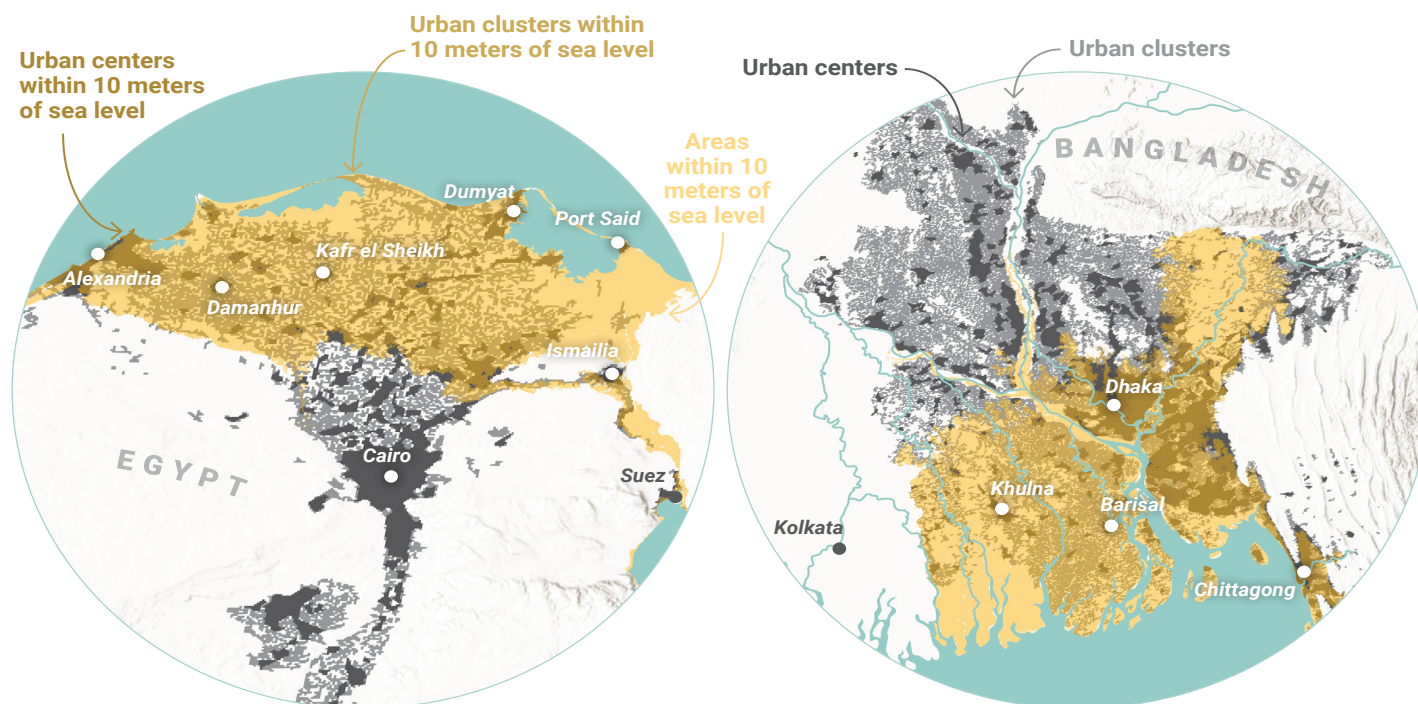 Urban clusters within
10 meters of sea level
Urban centers
within 10 meters
of sea level
Areas
within 10
meters of
sea level
Dumyat
Port Said
Kafr el Sheikh
Alexandria
Damanhur
Ismailia
Cairo
Suez
EGYPT
Urban clusters
Urban centers
BANGLADESH
Dhaka
Khulna
Barisal
Kolkata
Chittagong